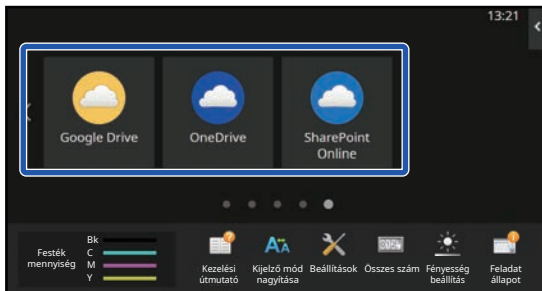 13:21
Google Drive
OneDrive
SharePoint
Online
Festék
mennyiség
Bk
C
M
Y
Kezelési
útmutató
Kijelző mód
nagyítása
Beállítások
Összes szám
Fényesség
beállítás
Feladat
állapot